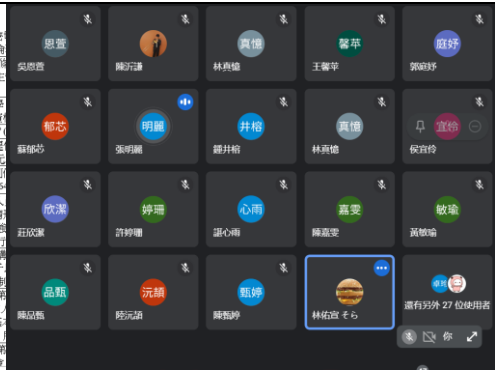 恩萱
真憶
馨苹
庭妤
吳恩萱
陳沂謙
林真憶
王馨苹
郭庭妤
郁芯
明麗
井榕
真憶
宜伶
蘇郁芯
張明麗
鍾井榕
林真憶
侯宜伶
欣潔
婷珊
心雨
嘉雯
敏瑜
莊欣潔
許婷珊
諶心雨
陳嘉雯
黃敏瑜
品甄
沅頡
甄婷
卓均
陳品甄
陸沅頡
陳甄婷
林佑宣 そら
還有另外 27 位使用者
你